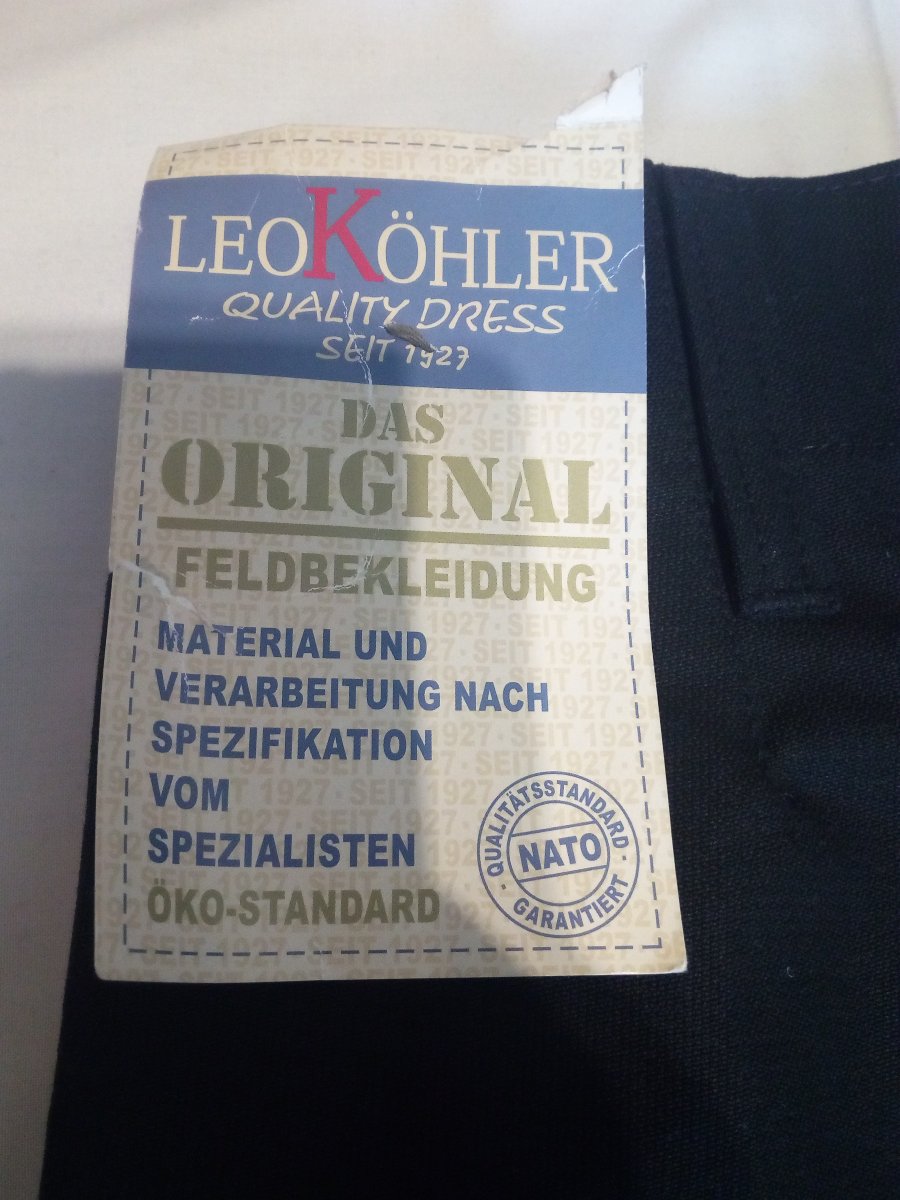 LEOKÖHLER
QUALITY DRESS
SEIT 1927
DAS
ORIGINAL
FELDBEKLEIDUNG
MATERIAL UND
VERARBEITUNG NACH
SPEZIFIKATION
VOM
SPEZIALISTEN
ÖKO-STANDARD
QUALITÄTSSTANDARD
NATO
GARANTIERT